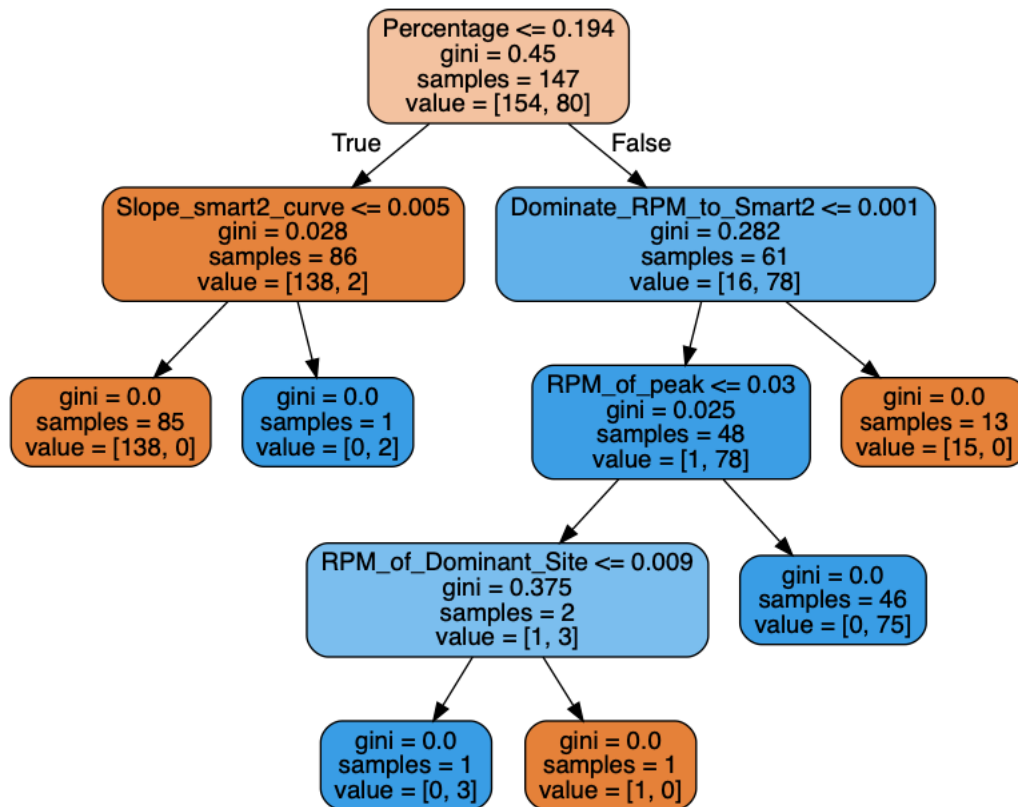 Percentage <= 0.194
gini = 0.45
samples = 147
value = [154, 80]
True
False
Slope_smart2_curve <= 0.005
gini = 0.028
samples = 86
value = [138, 2]
Dominate_RPM_to_Smart2 <= 0.001
gini = 0.282
samples = 61
value = [16, 78]
gini = 0.0
samples = 85
value = [138, 0]
gini = 0.0
samples = 1
value = [0, 2]
RPM_of_peak <= 0.03
gini = 0.025
samples = 48
value = [1, 78]
gini = 0.0
samples = 13
value = [15, 0]
RPM_of_Dominant_Site <= 0.009
gini = 0.375
samples = 2
value = [1, 3]
gini = 0.0
samples = 46
value = [0, 75]
gini = 0.0
samples = 1
value = [0, 3]
gini = 0.0
samples = 1
value = [1, 0]